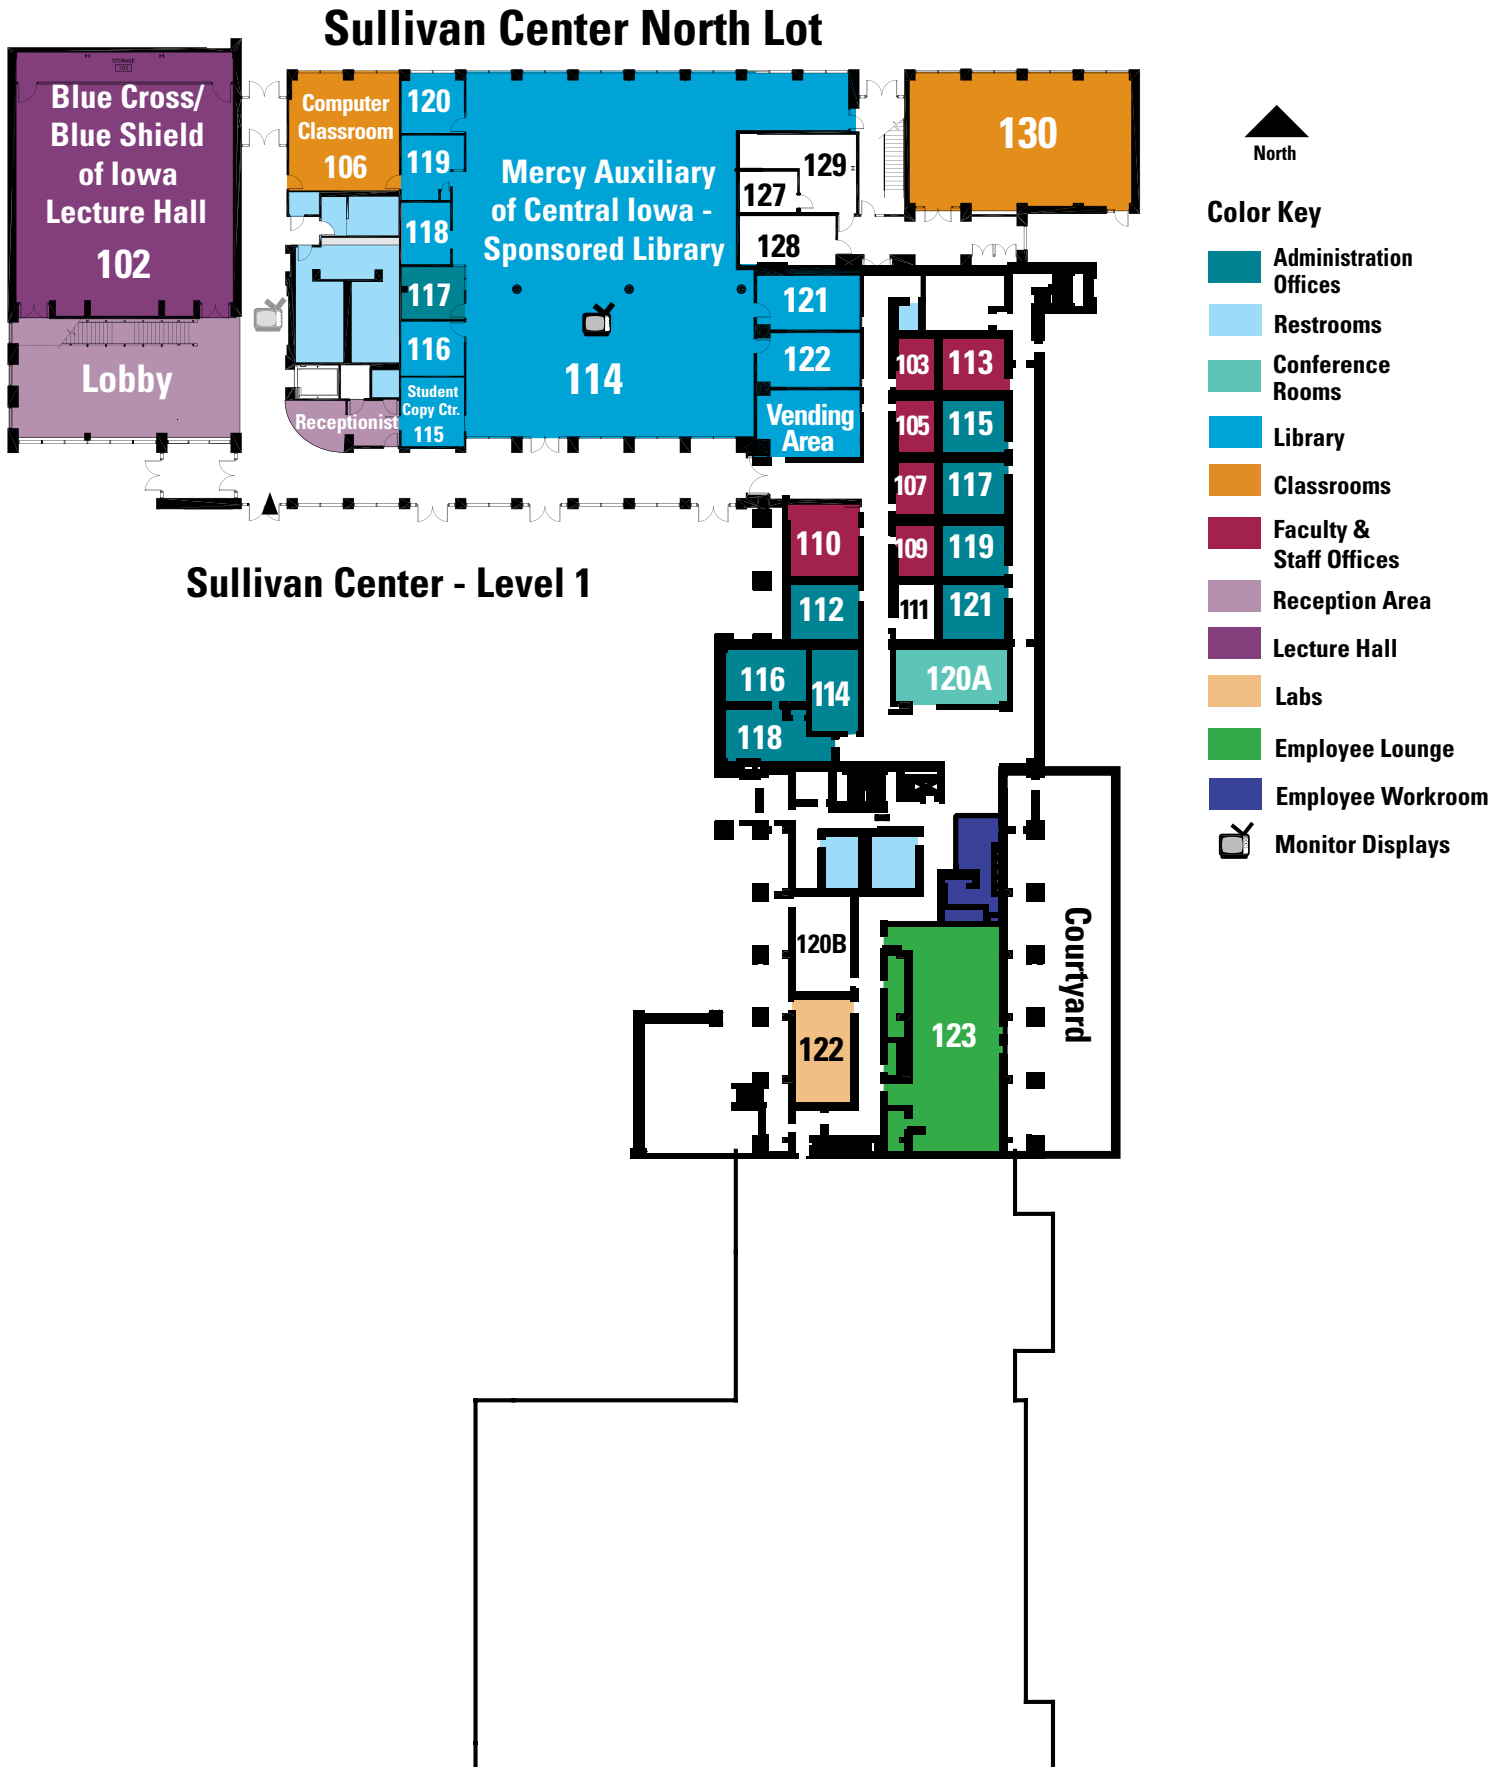 Sullivan Center North Lot
STORAGE
103
Blue Cross/
Blue Shield
of Iowa
Lecture Hall
102
Lobby
Computer
Classroom
106
Receptionist
120
119
118
117
116
Student
Copy Ctr.
115
Mercy Auxiliary
of Central Iowa -
Sponsored Library
114
129
127
128
121
122
Vending
Area
130
Sullivan Center - Level 1
103
113
105
115
107
117
109
119
111
121
110
112
116
114
118
120A
120B
122
123
Courtyard
North
Color Key
Administration
Offices
Restrooms
Conference
Rooms
Library
Classrooms
Faculty &
Staff Offices
Reception Area
Lecture Hall
Labs
Employee Lounge
Employee Workroom
Monitor Displays